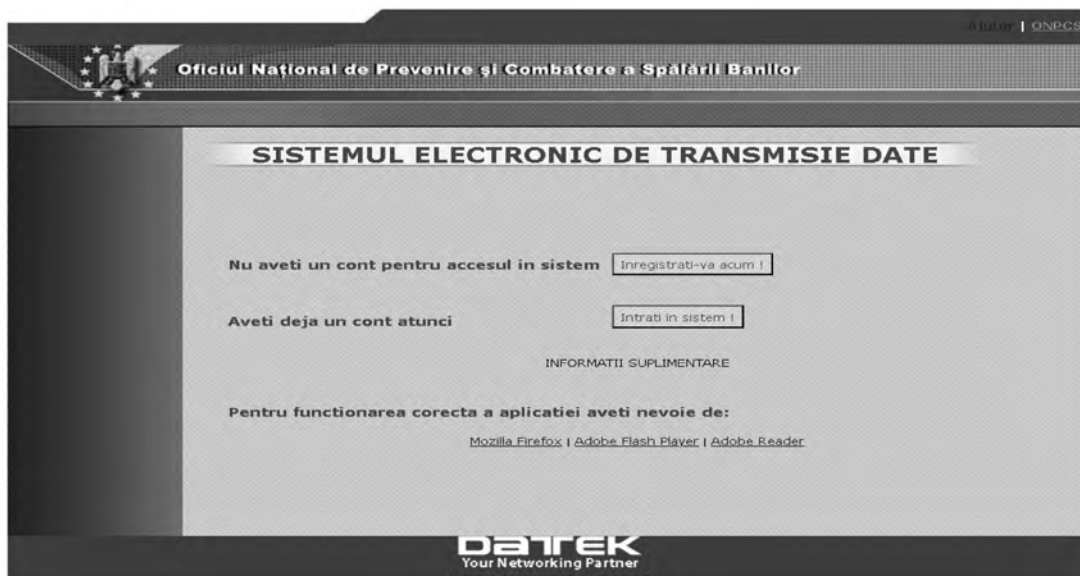 Ajutor | ONPCS
Oficiul Național de Prevenire și Combatere a Spălării Banilor
SISTEMUL ELECTRONIC DE TRANSMISIE DATE
Nu aveti un cont pentru accesul in sistem Inregistrati-va acum !
Aveti deja un cont atunci Intrati in sistem !
INFORMATII SUPLIMENTARE
Pentru functionarea corecta a aplicatiei aveti nevoie de:
Mozilla Firefox | Adobe Flash Player | Adobe Reader
DATEK
Your Networking Partner